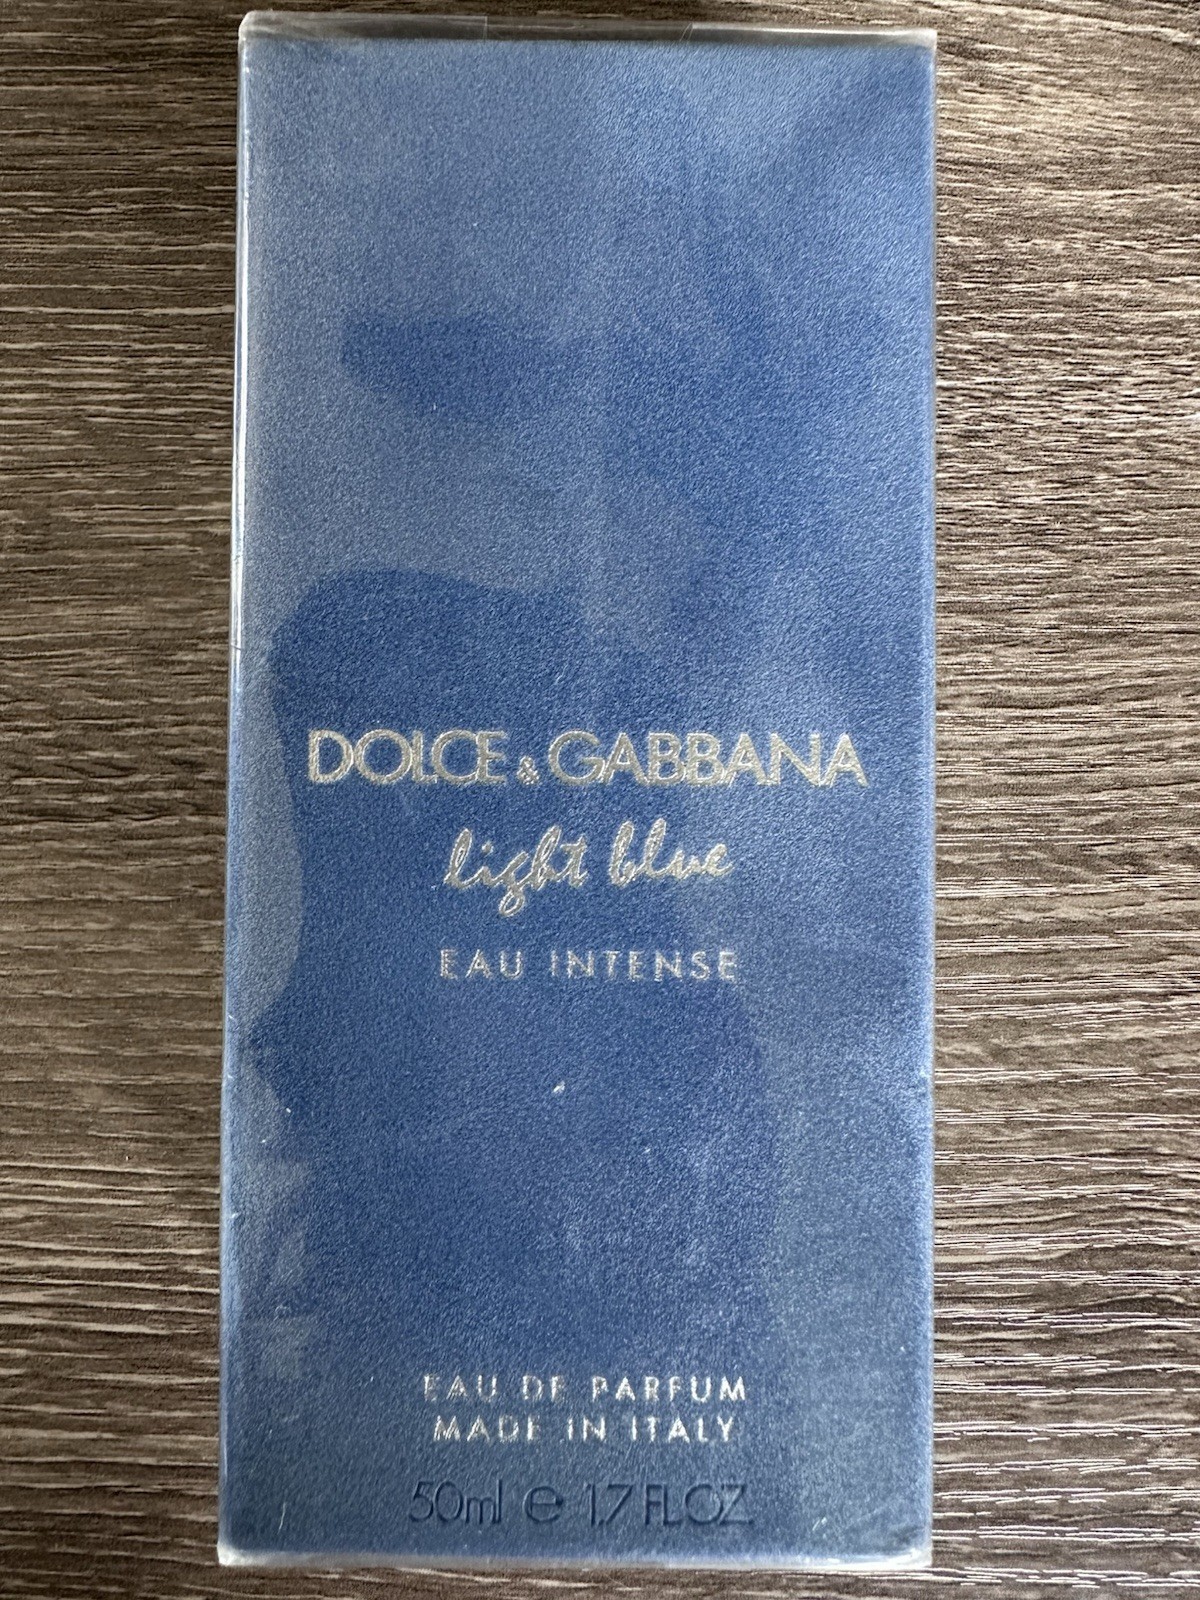 DOLCE & GABBANA
light blue
EAU INTENSE
EAU DE PARFUM
MADE IN ITALY
50ml e 1.7 FL.OZ.